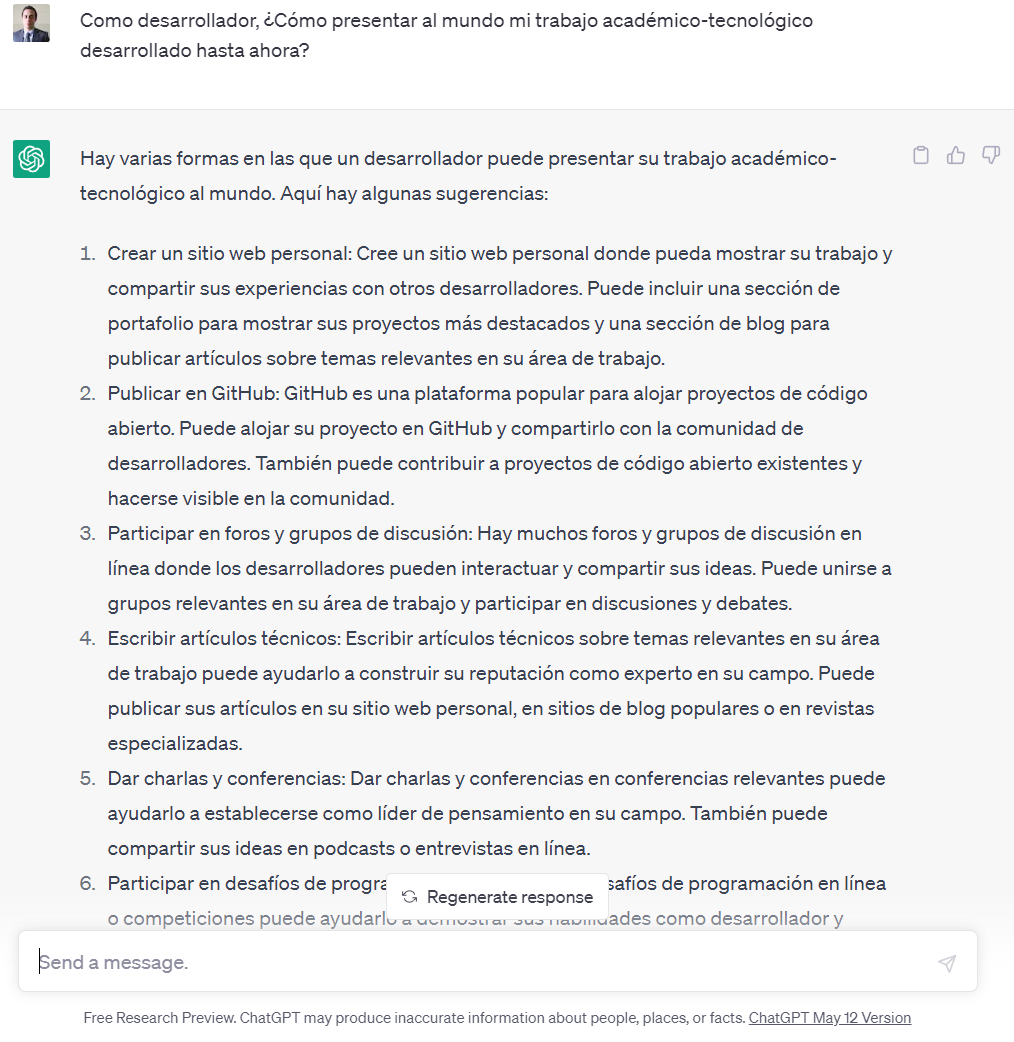 Como desarrollador, ¿Cómo presentar al mundo mi trabajo académico-tecnológico
desarrollado hasta ahora?
Hay varias formas en las que un desarrollador puede presentar su trabajo académico-
tecnológico al mundo. Aquí hay algunas sugerencias:
1. Crear un sitio web personal: Cree un sitio web personal donde pueda mostrar su trabajo y
compartir sus experiencias con otros desarrolladores. Puede incluir una sección de
portafolio para mostrar sus proyectos más destacados y una sección de blog para
publicar artículos sobre temas relevantes en su área de trabajo.
2. Publicar en GitHub: GitHub es una plataforma popular para alojar proyectos de código
abierto. Puede alojar su proyecto en GitHub y compartirlo con la comunidad de
desarrolladores. También puede contribuir a proyectos de código abierto existentes y
hacerse visible en la comunidad.
3. Participar en foros y grupos de discusión: Hay muchos foros y grupos de discusión en
línea donde los desarrolladores pueden interactuar y compartir sus ideas. Puede unirse a
grupos relevantes en su área de trabajo y participar en discusiones y debates.
4. Escribir artículos técnicos: Escribir artículos técnicos sobre temas relevantes en su área
de trabajo puede ayudarlo a construir su reputación como experto en su campo. Puede
publicar sus artículos en su sitio web personal, en sitios de blog populares o en revistas
especializadas.
5. Dar charlas y conferencias: Dar charlas y conferencias en conferencias relevantes puede
ayudarlo a establecerse como líder de pensamiento en su campo. También puede
compartir sus ideas en podcasts o entrevistas en línea.
6. Participar en desafíos de progra safíos de programación en línea
Regenerate response
o competiciones puede ayudarlo a demostrar sus habilidades como desarrollador y
Send a message.
Free Research Preview. ChatGPT may produce inaccurate information about people, places, or facts. ChatGPT May 12 Version